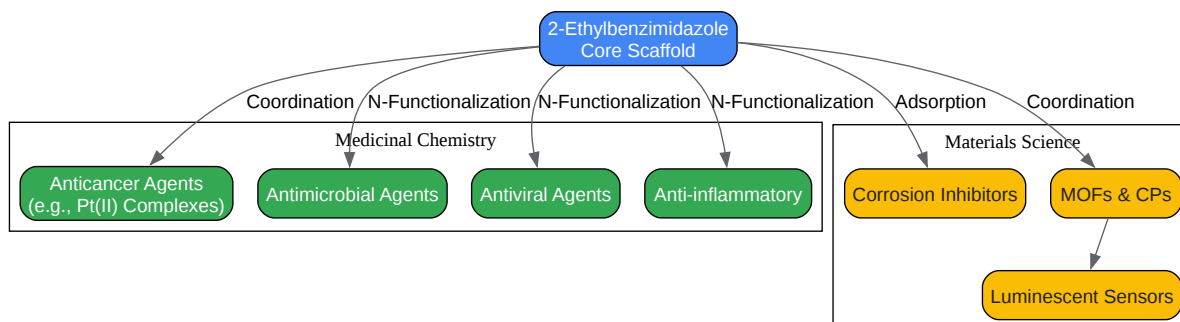 2-Ethylbenzimidazole
Core Scaffold
Coordination
N-Functionalization
N-Functionalization
N-Functionalization
Adsorption
Coordination
Medicinal Chemistry
Materials Science
Anticancer Agents
(e.g., Pt(II) Complexes)
Antimicrobial Agents
Antiviral Agents
Anti-inflammatory
Corrosion Inhibitors
MOFs & CPs
Luminescent Sensors